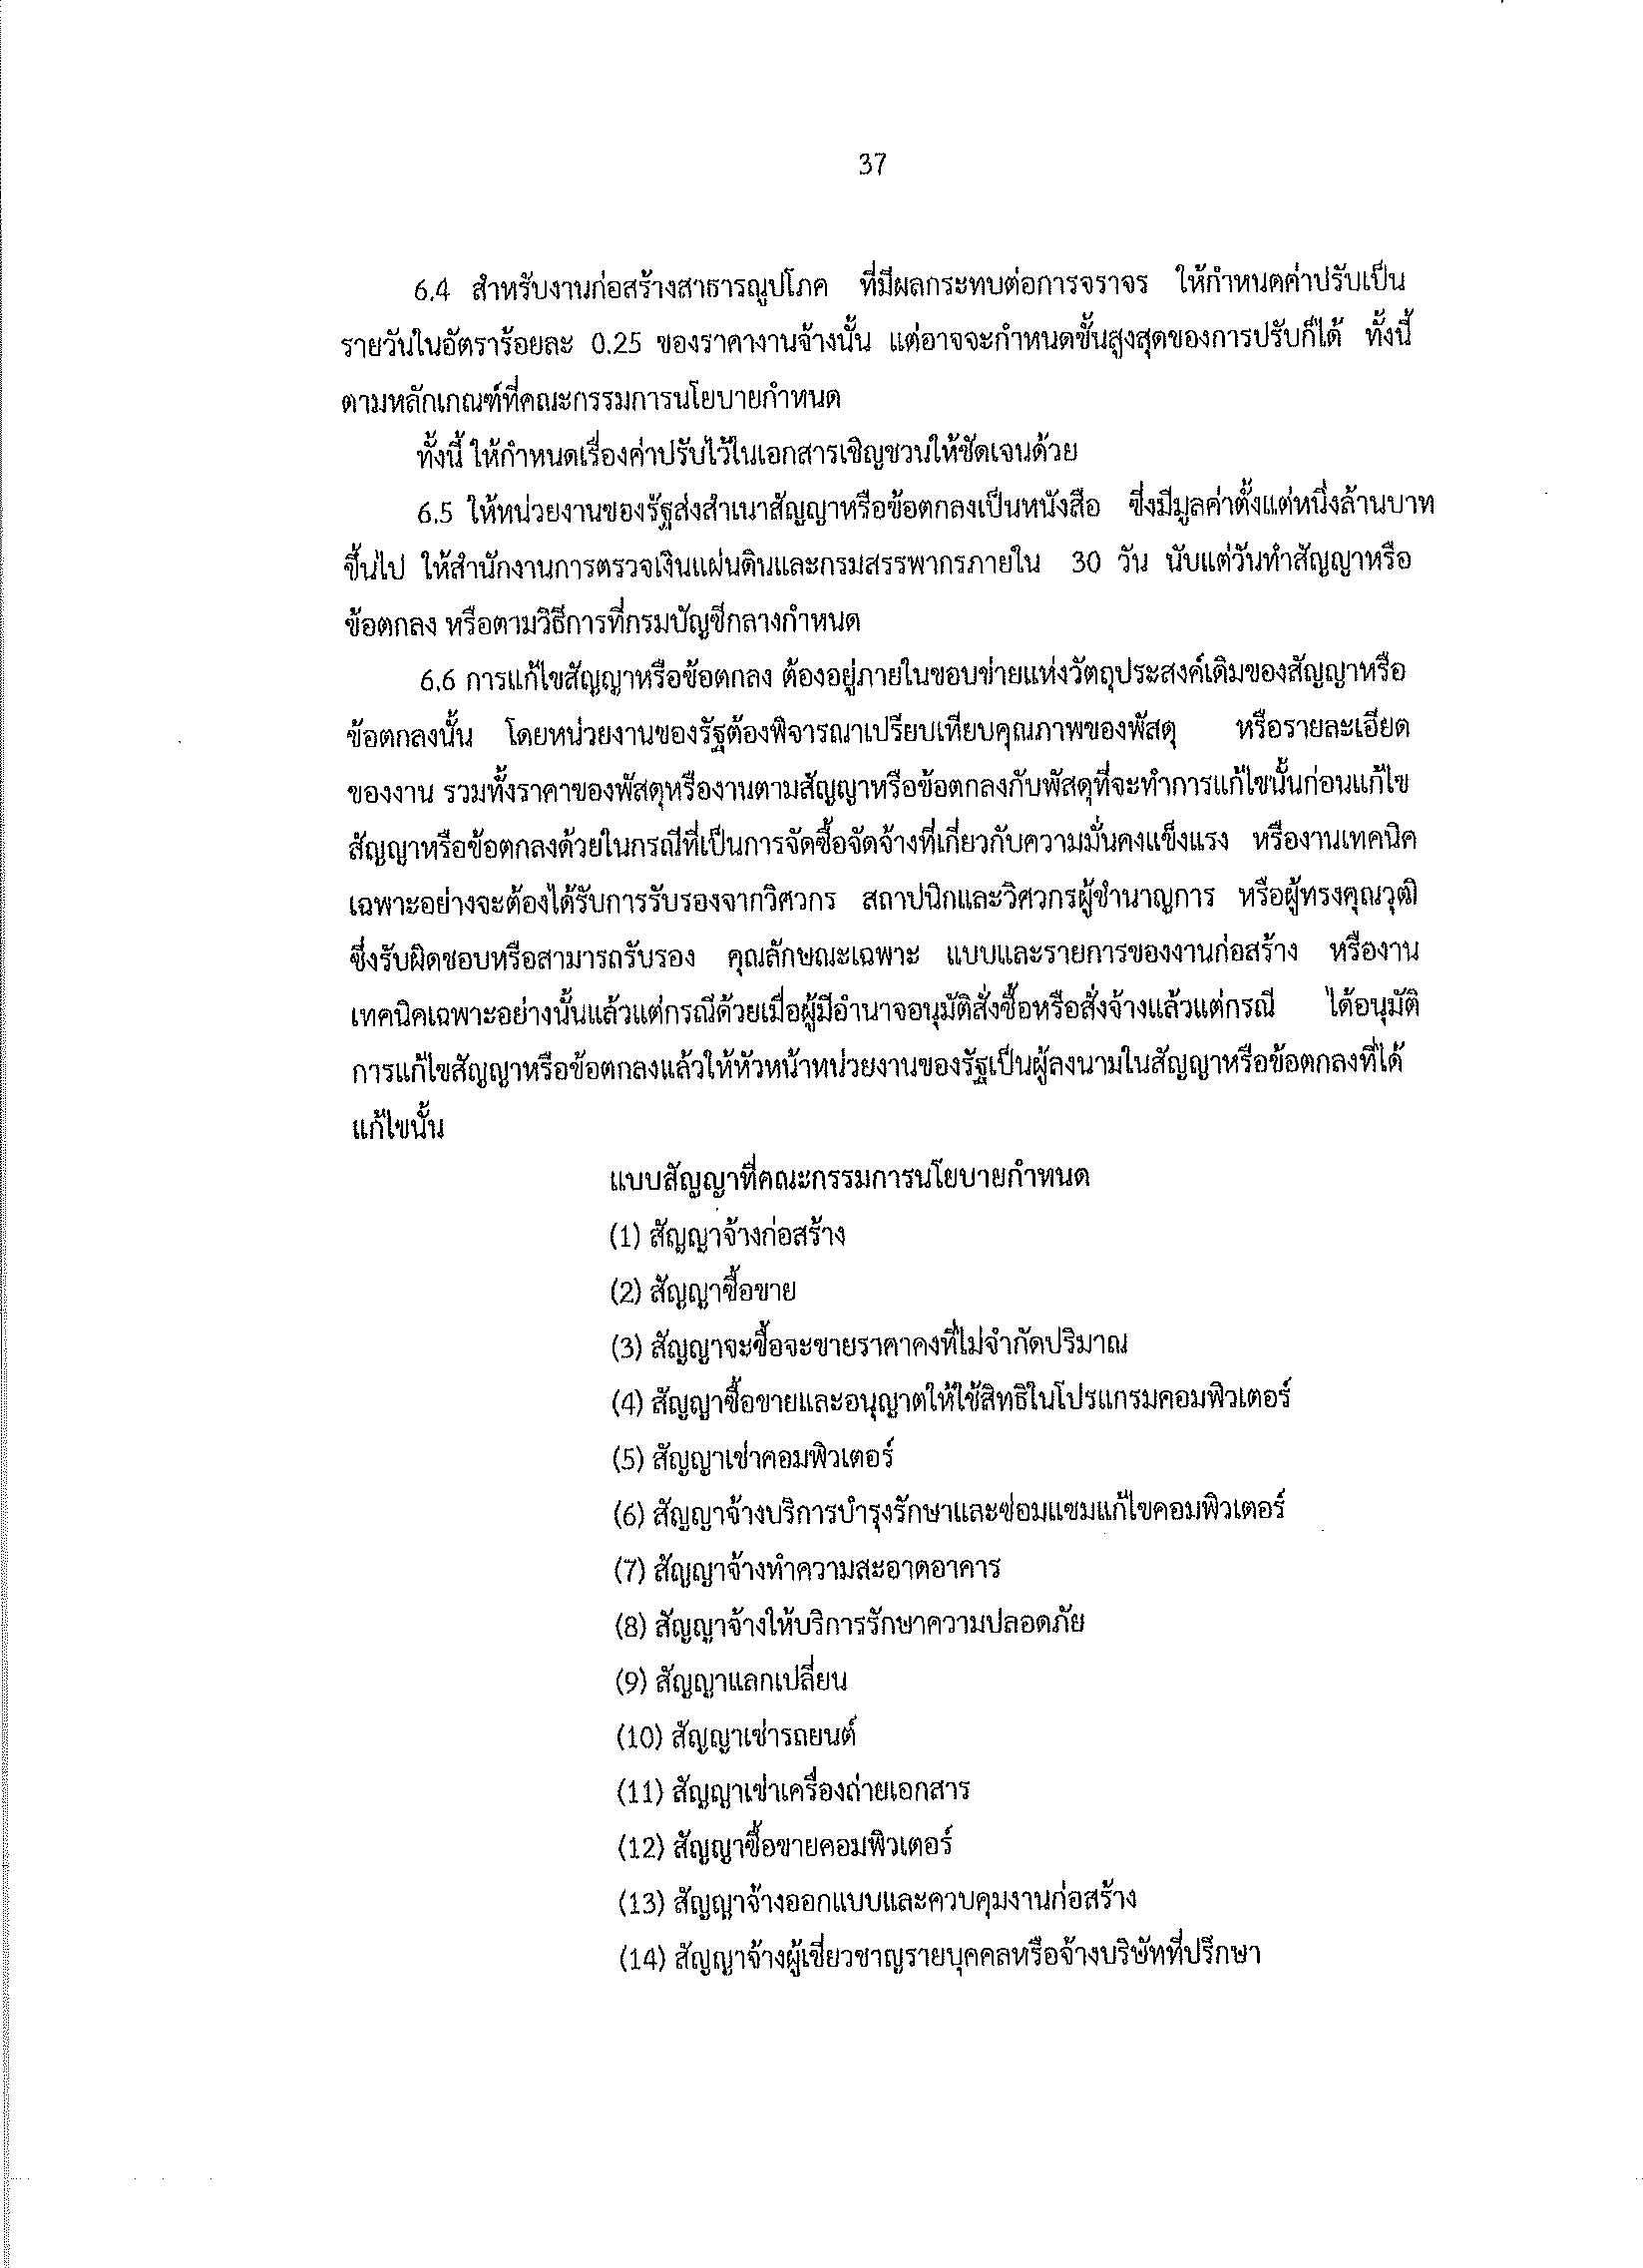 37
6.4 สำหรับงานก่อสร้างสาธารณูปโภค ที่มีผลกระทบต่อการจราจร ให้กำหนดค่าปรับเป็น
รายวันในอัตราร้อยละ 0.25 ของราคางานจ้างนั้น แต่อาจจะกำหนดขั้นสูงสุดของการปรับก็ได้ ทั้งนี้
ตามหลักเกณฑ์ที่คณะกรรมการนโยบายกำหนด
ทั้งนี้ ให้กำหนดเรื่องค่าปรับไว้ในเอกสารเชิญชวนให้ชัดเจนด้วย
6.5 ให้หน่วยงานของรัฐส่งสำเนาสัญญาหรือข้อตกลงเป็นหนังสือ ซึ่งมีมูลค่าตั้งแต่หนึ่งล้านบาท
ขึ้นไป ให้สำนักงานการตรวจเงินแผ่นดินและกรมสรรพากรภายใน 30 วัน นับแต่วันทำสัญญาหรือ
ข้อตกลง หรือตามวิธีการที่กรมบัญชีกลางกำหนด
6.6 การแก้ไขสัญญาหรือข้อตกลง ต้องอยู่ภายในขอบข่ายแห่งวัตถุประสงค์เดิมของสัญญาหรือ
ข้อตกลงนั้น โดยหน่วยงานของรัฐต้องพิจารณาเปรียบเทียบคุณภาพของพัสดุ หรือรายละเอียด
ของงาน รวมทั้งราคาของพัสดุหรืองานตามสัญญาหรือข้อตกลงกับพัสดุที่จะทำการแก้ไขนั้นก่อนแก้ไข
สัญญาหรือข้อตกลงด้วยในกรณีที่เป็นการจัดซื้อจัดจ้างที่เกี่ยวกับความมั่นคงแข็งแรง หรืองานเทคนิค
เฉพาะอย่างจะต้องได้รับการรับรองจากวิศวกร สถาปนิกและวิศวกรผู้ชำนาญการ หรือผู้ทรงคุณวุฒิ
ซึ่งรับผิดชอบหรือสามารถรับรอง คุณลักษณะเฉพาะ แบบและรายการของงานก่อสร้าง หรืองาน
เทคนิคเฉพาะอย่างนั้นแล้วแต่กรณีด้วยเมื่อผู้มีอำนาจอนุมัติสั่งซื้อหรือสั่งจ้างแล้วแต่กรณี ได้อนุมัติ
การแก้ไขสัญญาหรือข้อตกลงแล้วให้หัวหน้าหน่วยงานของรัฐเป็นผู้ลงนามในสัญญาหรือข้อตกลงที่ได้
แก้ไขนั้น
แบบสัญญาที่คณะกรรมการนโยบายกำหนด
(1) สัญญาจ้างก่อสร้าง
(2) สัญญาซื้อขาย
(3) สัญญาจะซื้อจะขายราคาคงที่ไม่จำกัดปริมาณ
(4) สัญญาซื้อขายและอนุญาตให้ใช้สิทธิในโปรแกรมคอมพิวเตอร์
(5) สัญญาเช่าคอมพิวเตอร์
(6) สัญญาจ้างบริการบำรุงรักษาและซ่อมแซมแก้ไขคอมพิวเตอร์
(7) สัญญาจ้างทำความสะอาดอาคาร
(8) สัญญาจ้างให้บริการรักษาความปลอดภัย
(9) สัญญาแลกเปลี่ยน
(10) สัญญาเช่ารถยนต์
(11) สัญญาเช่าเครื่องถ่ายเอกสาร
(12) สัญญาซื้อขายคอมพิวเตอร์
(13) สัญญาจ้างออกแบบและควบคุมงานก่อสร้าง
(14) สัญญาจ้างผู้เชี่ยวชาญรายบุคคลหรือจ้างบริษัทที่ปรึกษา